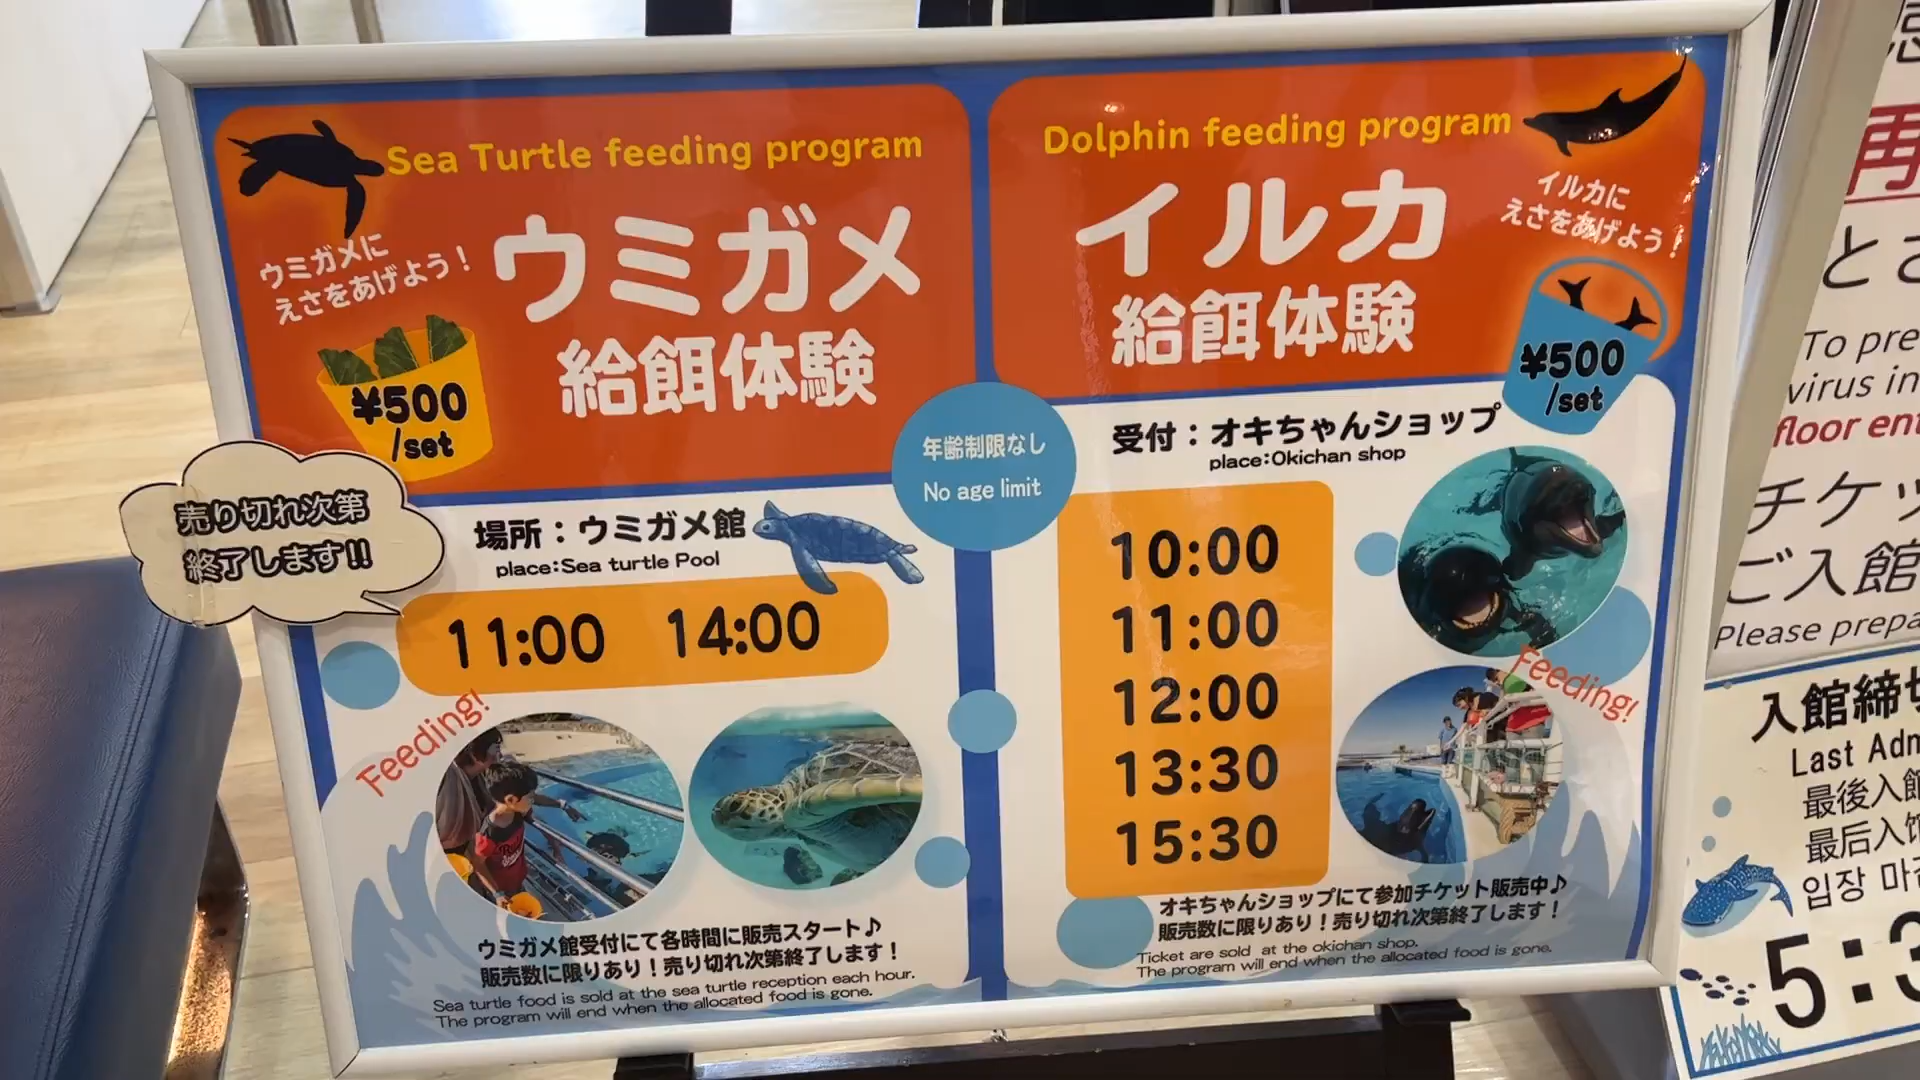 Sea Turtle feeding program
ウミガメに
えさをあげよう！
ウミガメ
給餌体験
¥500
/set
売り切れ次第
終了します!!
場所：ウミガメ館
place:Sea turtle Pool
11:00 14:00
Feeding!
ウミガメ館受付にて各時間に販売スタート♪
販売数に限りあり！売り切れ次第終了します！
Sea turtle food is sold at the sea turtle reception each hour.
The program will end when the allocated food is gone.
年齢制限なし
No age limit
Dolphin feeding program
イルカ
給餌体験
イルカに
えさをあげよう！
¥500
/set
受付：オキちゃんショップ
place:Okichan shop
10:00
11:00
12:00
13:30
15:30
Feeding!
オキちゃんショップにて参加チケット販売中♪
販売数に限りあり！売り切れ次第終了します！
Ticket are sold at the okichan shop.
The program will end when the allocated food is gone.
再
とさ
To pre
virus in
floor ent
チケッ
ご入館
Please prepa
入館締切
Last Adm
最後入館
最后入馆
입장 마감
5:3